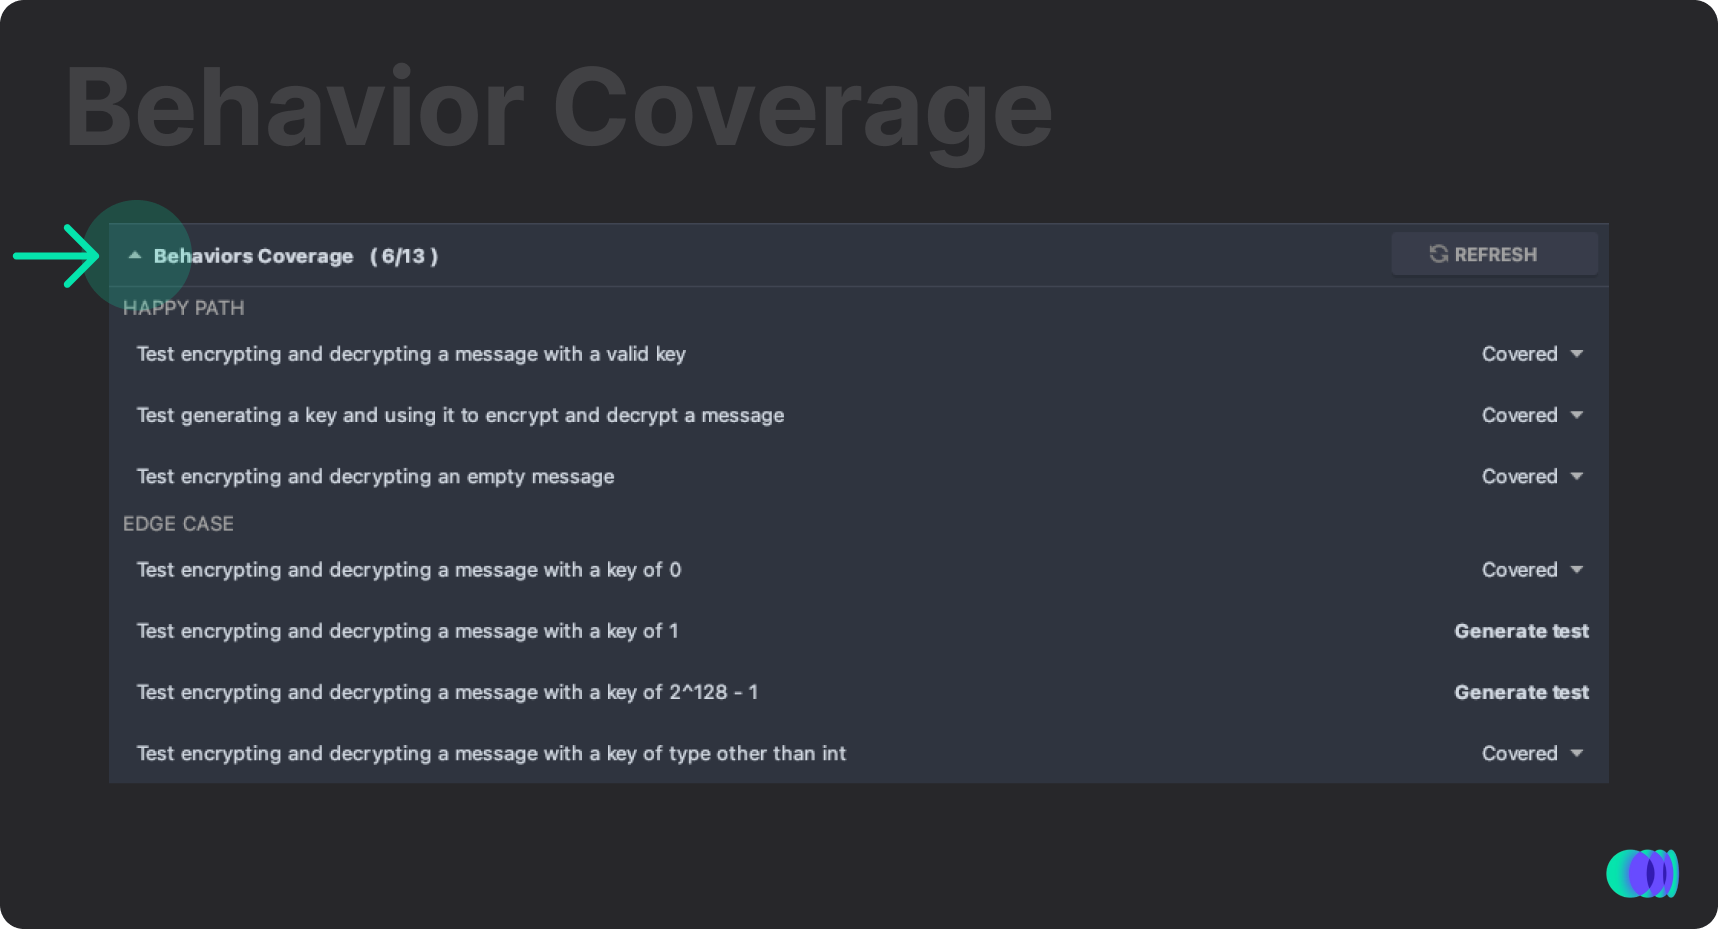 Behavior Coverage
Behaviors Coverage ( 6/13 )
REFRESH
HAPPY PATH
Test encrypting and decrypting a message with a valid key
Covered
Test generating a key and using it to encrypt and decrypt a message
Covered
Test encrypting and decrypting an empty message
Covered
EDGE CASE
Test encrypting and decrypting a message with a key of 0
Covered
Test encrypting and decrypting a message with a key of 1
Generate test
Test encrypting and decrypting a message with a key of 2^128 - 1
Generate test
Test encrypting and decrypting a message with a key of type other than int
Covered